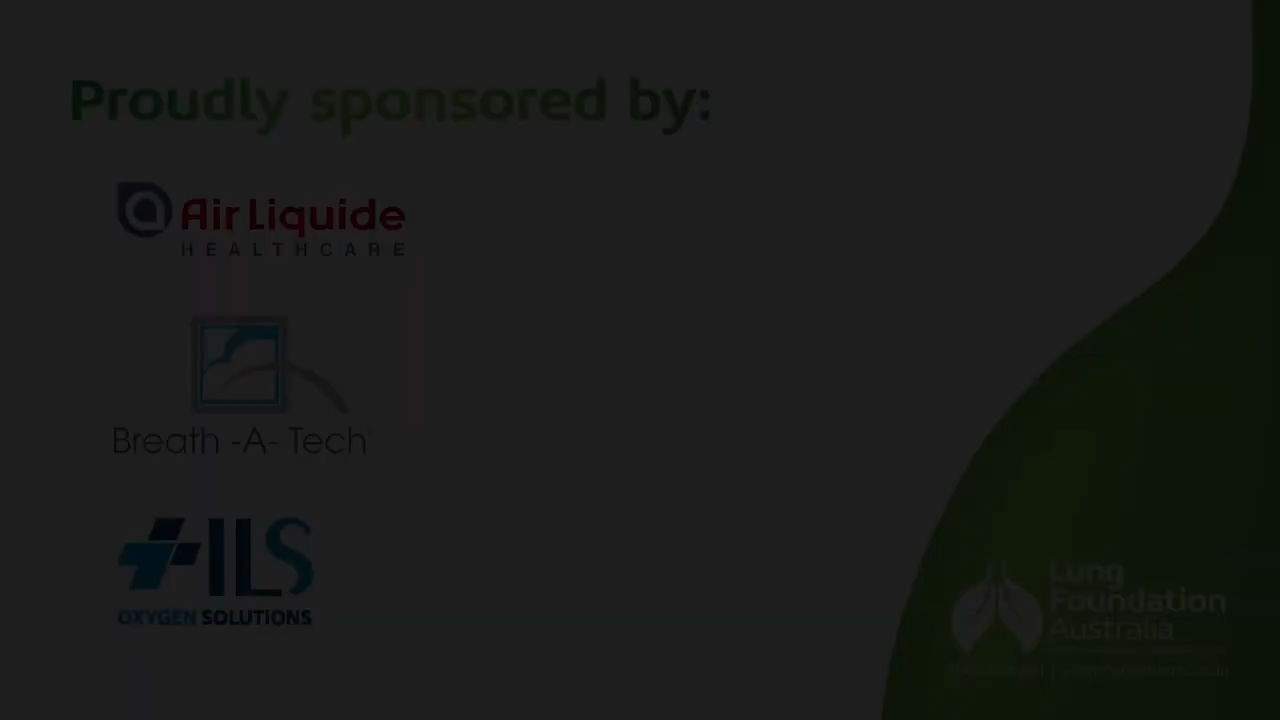 Proudly sponsored by:
Air Liquide
HEALTHCARE
Breath -A- Tech
ILS
OXYGEN SOLUTIONS
Lung
Foundation
Australia